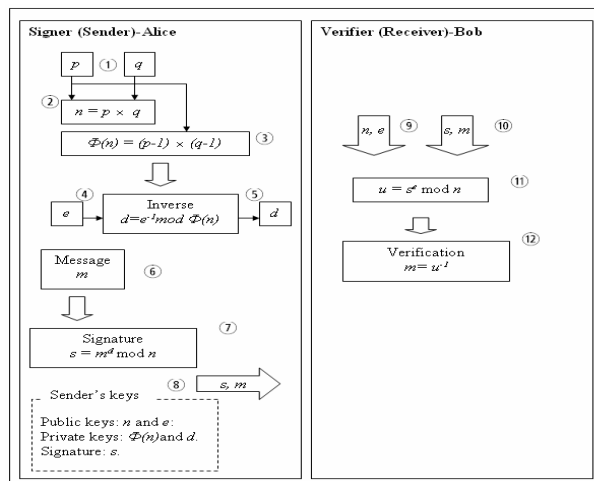 Signer (Sender)-Alice
p ① q
② n = p × q
Φ(n) = (p-1) × (q-1) ③
④ ⑤
e Inverse d
d=e⁻¹mod Φ(n)
Message
m ⑥
⑦
Signature
s = mᵈ mod n
⑧ s, m
Sender's keys
Public keys: n and e:
Private keys: Φ(n)and d.
Signature: s.
Verifier (Receiver)-Bob
n, e ⑨ s, m ⑩
u = sᵉ mod n ⑪
⑫
Verification
m= u⁻¹